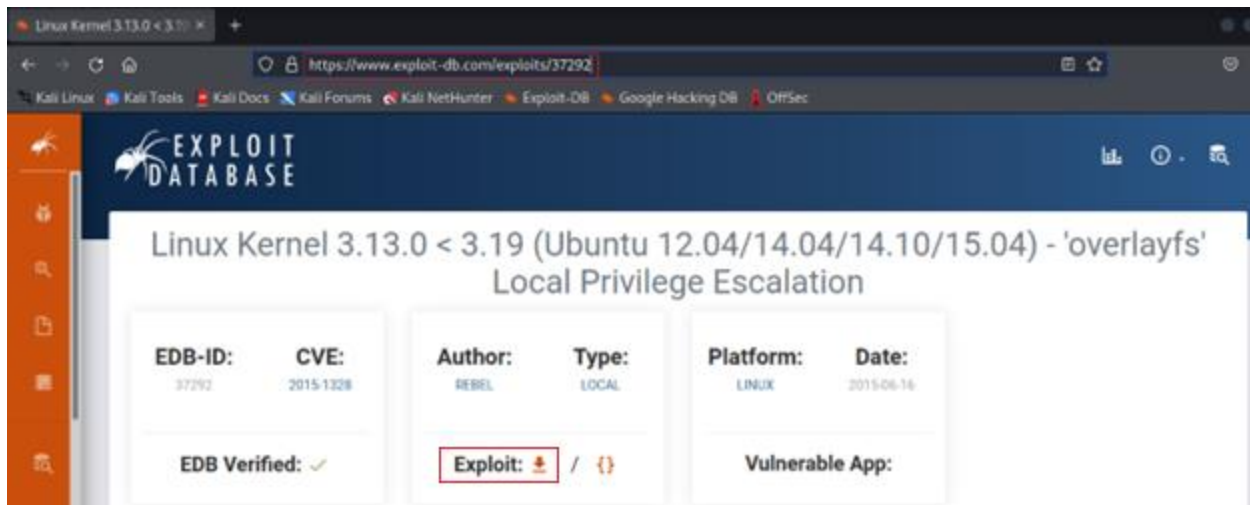 Linux Kernel 3.13.0 < 3.19
https://www.exploit-db.com/exploits/37292
Kali Linux Kali Tools Kali Docs Kali Forums Kali NetHunter Exploit-DB Google Hacking DB OffSec
EXPLOIT
DATABASE
Linux Kernel 3.13.0 < 3.19 (Ubuntu 12.04/14.04/14.10/15.04) - 'overlayfs'
Local Privilege Escalation
EDB-ID: CVE: Author: Type: Platform: Date:
37292 2015-1328 REBEL LOCAL LINUX 2015-06-16
EDB Verified: ✓ Exploit: / {} Vulnerable App: